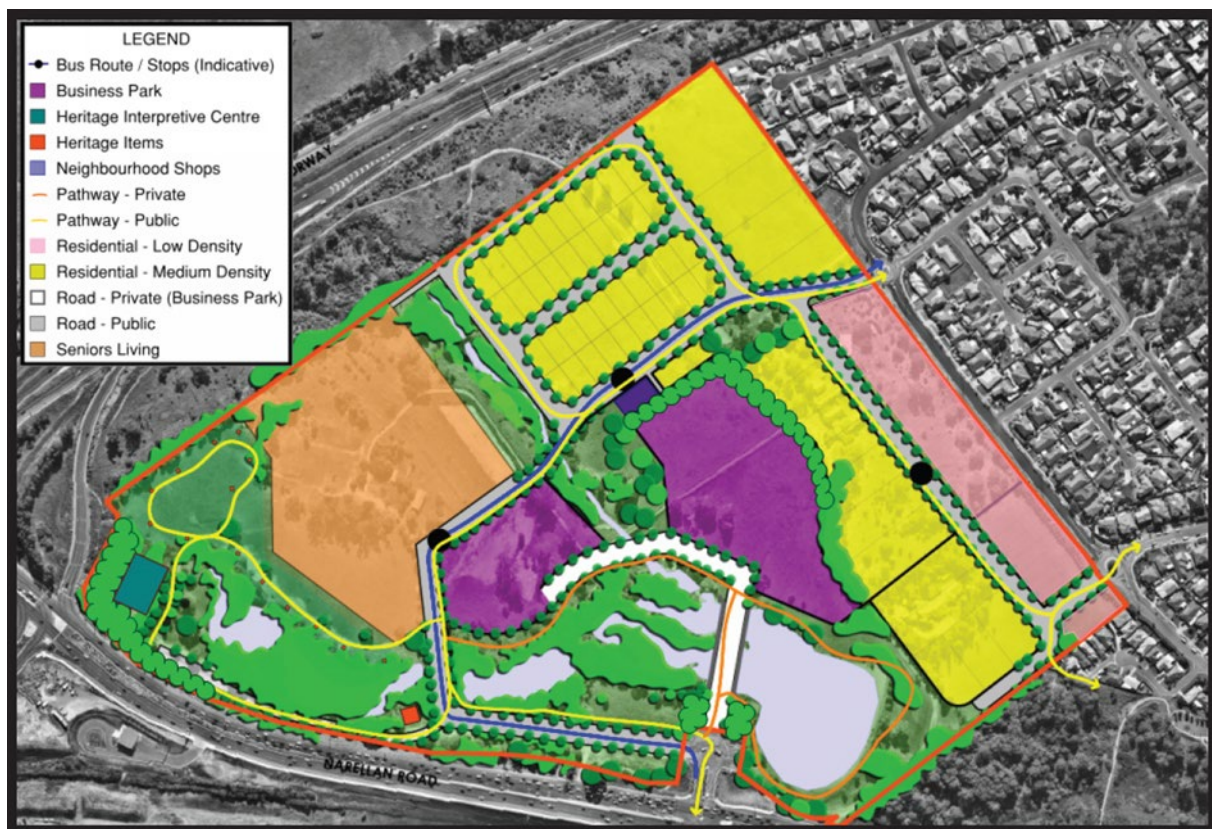 LEGEND
Bus Route / Stops (Indicative)
Business Park
Heritage Interpretive Centre
Heritage Items
Neighbourhood Shops
Pathway - Private
Pathway - Public
Residential - Low Density
Residential - Medium Density
Road - Private (Business Park)
Road - Public
Seniors Living
NARELLAN ROAD